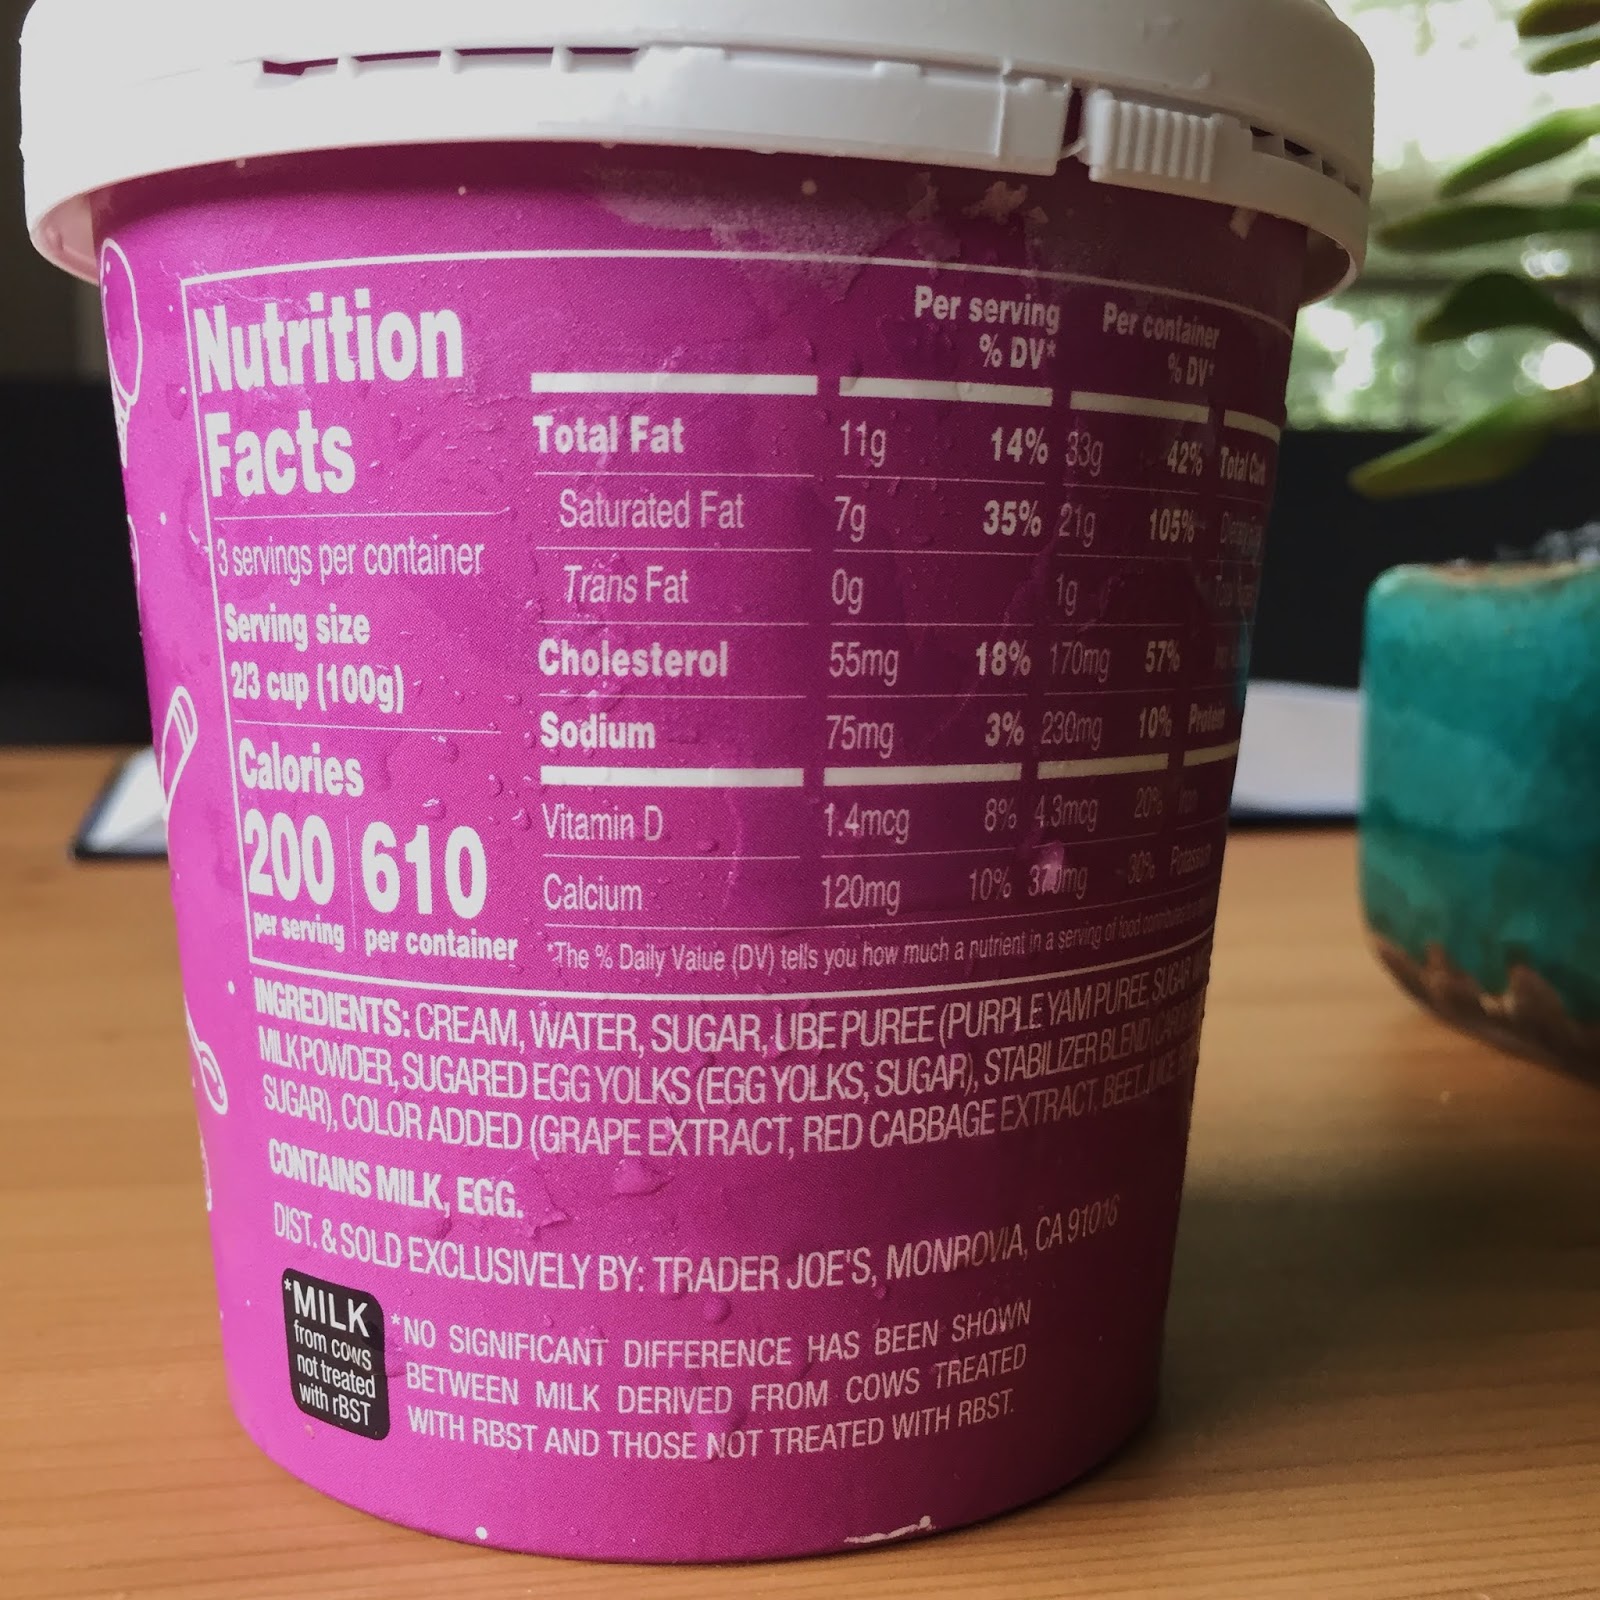 Nutrition
Facts
3 servings per container
Serving size
2/3 cup (100g)
Calories
200 610
per serving per container
Per serving Per container
% DV* % DV*
Total Fat 11g 14% 33g 42% Total
Saturated Fat 7g 35% 21g 105%
Trans Fat 0g 1g
Cholesterol 55mg 18% 170mg 57%
Sodium 75mg 3% 230mg 10% Protein
Vitamin D 1.4mcg 8% 4.3mcg 20% Iron
Calcium 120mg 10% 370mg 30% Potassium
*The % Daily Value (DV) tells you how much a nutrient in a serving of food contributes
INGREDIENTS: CREAM, WATER, SUGAR, UBE PUREE (PURPLE YAM PUREE, SUGAR
MILK POWDER, SUGARED EGG YOLKS (EGG YOLKS, SUGAR), STABILIZER BLEND
SUGAR), COLOR ADDED (GRAPE EXTRACT, RED CABBAGE EXTRACT, BEET JUICE
CONTAINS MILK, EGG.
DIST. & SOLD EXCLUSIVELY BY: TRADER JOE'S, MONROVIA, CA 91016
*MILK
from cows
not treated
with rBST
*NO SIGNIFICANT DIFFERENCE HAS BEEN SHOWN
BETWEEN MILK DERIVED FROM COWS TREATED
WITH RBST AND THOSE NOT TREATED WITH RBST.